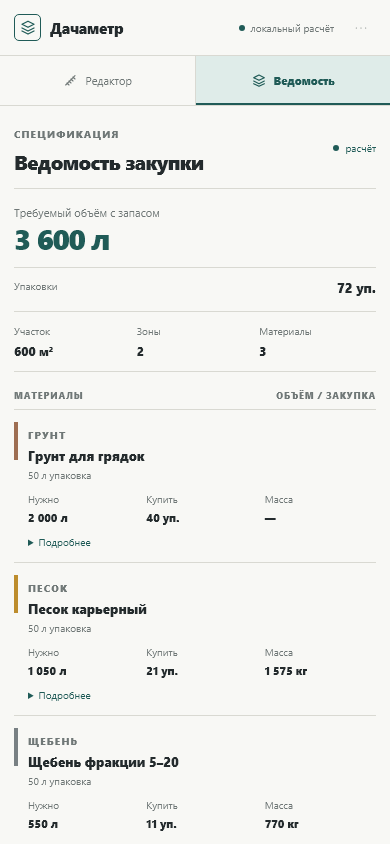 Дачаметр
локальный расчёт
...
Редактор
Ведомость
СПЕЦИФИКАЦИЯ
Ведомость закупки
расчёт
Требуемый объём с запасом
3 600 л
Упаковки
72 уп.
Участок Зоны Материалы
600 м² 2 3
МАТЕРИАЛЫ ОБЪЁМ / ЗАКУПКА
ГРУНТ
Грунт для грядок
50 л упаковка
Нужно Купить Масса
2 000 л 40 уп. —
Подробнее
ПЕСОК
Песок карьерный
50 л упаковка
Нужно Купить Масса
1 050 л 21 уп. 1 575 кг
Подробнее
ЩЕБЕНЬ
Щебень фракции 5–20
50 л упаковка
Нужно Купить Масса
550 л 11 уп. 770 кг